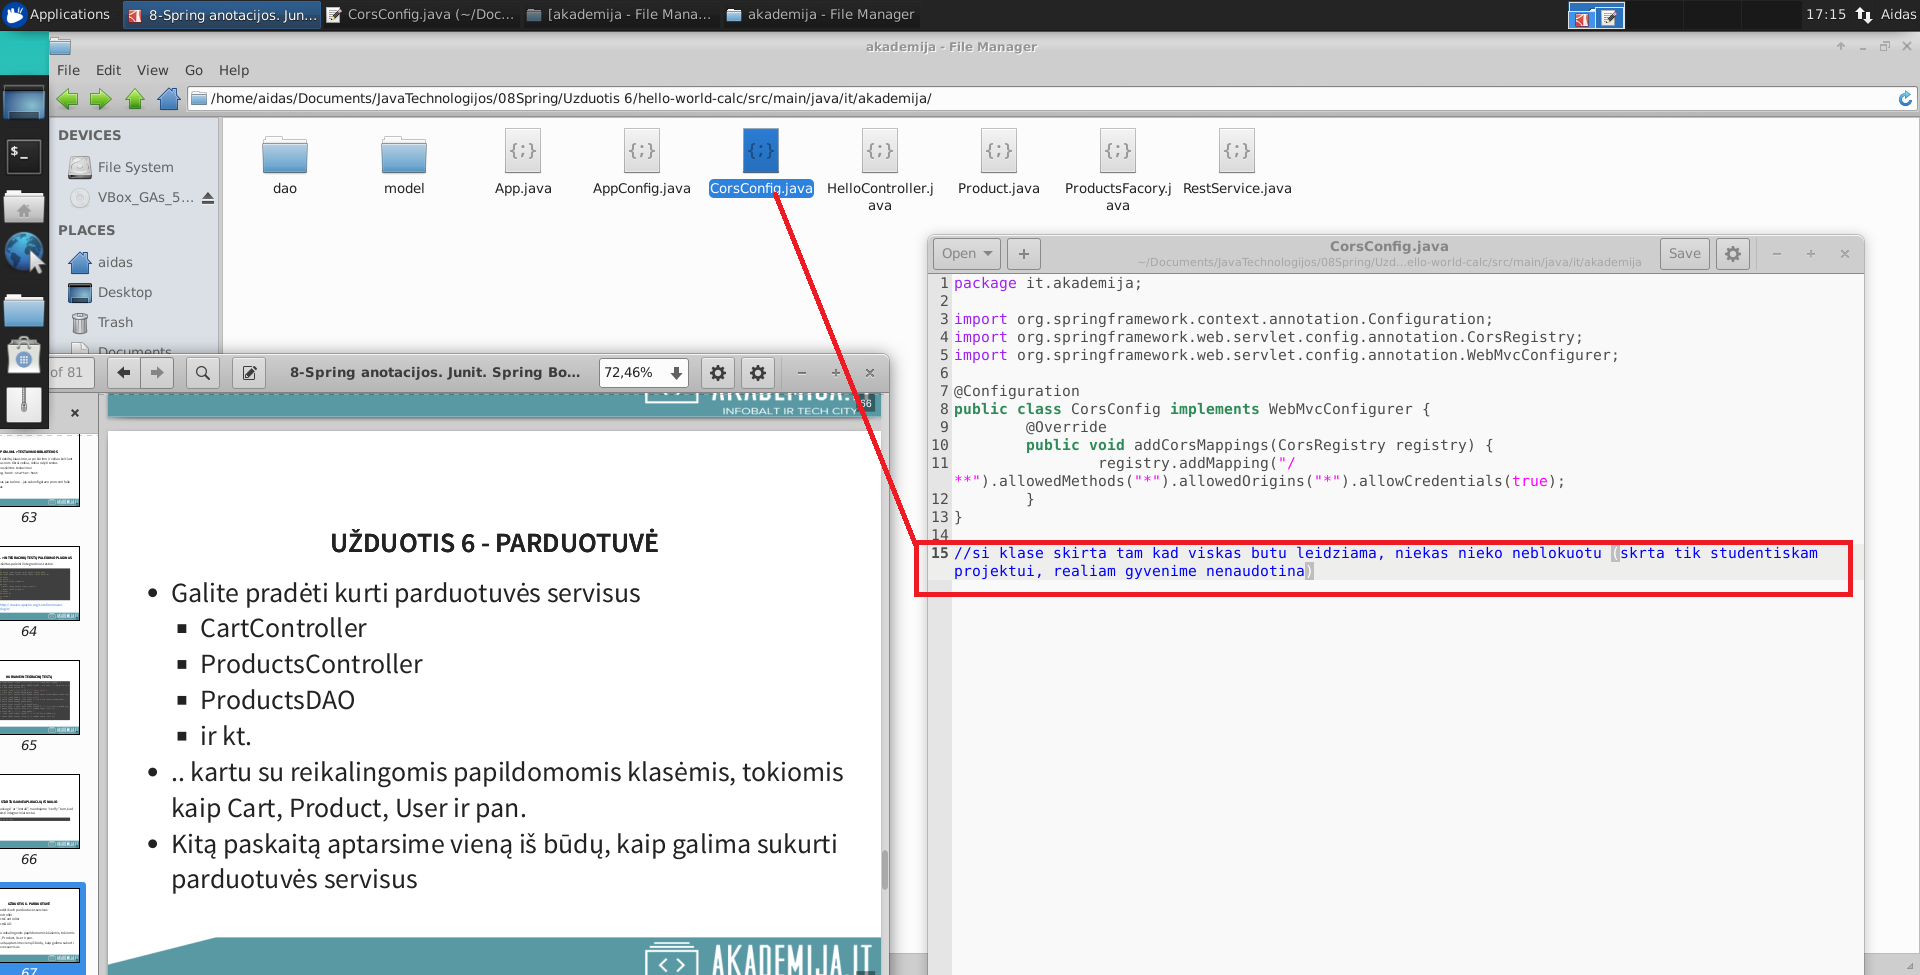 Applications
8-Spring anotacijos. Jun...
CorsConfig.java (~/Doc...
[akademija - File Mana...
akademija - File Manager
17:15
Aidas
akademija - File Manager
File Edit View Go Help
/home/aidas/Documents/JavaTechnologijos/08Spring/Uzduotis 6/hello-world-calc/src/main/java/it/akademija/
DEVICES
File System
VBox_GAs_5...
PLACES
aidas
Desktop
Trash
Documents
dao
model
App.java
AppConfig.java
CorsConfig.java
HelloController.j
ava
Product.java
ProductsFacory.j
ava
RestService.java
of 81
8-Spring anotacijos. Junit. Spring Bo...
72,46%
INFOBALT IR TECH CITY
66
63
64
65
66
67
UŽDUOTIS 6 - PARDUOTUVĖ
• Galite pradėti kurti parduotuvės servisus
▪ CartController
▪ ProductsController
▪ ProductsDAO
▪ ir kt.
• .. kartu su reikalingomis papildomomis klasėmis, tokiomis
kaip Cart, Product, User ir pan.
• Kitą paskaitą aptarsime vieną iš būdų, kaip galima sukurti
parduotuvės servisus
AKADEMIJA.IT
Open
CorsConfig.java
~/Documents/JavaTechnologijos/08Spring/Uzd...ello-world-calc/src/main/java/it/akademija
Save
1 package it.akademija;
2
3 import org.springframework.context.annotation.Configuration;
4 import org.springframework.web.servlet.config.annotation.CorsRegistry;
5 import org.springframework.web.servlet.config.annotation.WebMvcConfigurer;
6
7 @Configuration
8 public class CorsConfig implements WebMvcConfigurer {
9 @Override
10 public void addCorsMappings(CorsRegistry registry) {
11 registry.addMapping("/
**").allowedMethods("*").allowedOrigins("*").allowCredentials(true);
12 }
13 }
14
15 //si klase skirta tam kad viskas butu leidziama, niekas nieko neblokuotu (skrta tik studentiskam
projektui, realiam gyvenime nenaudotina)